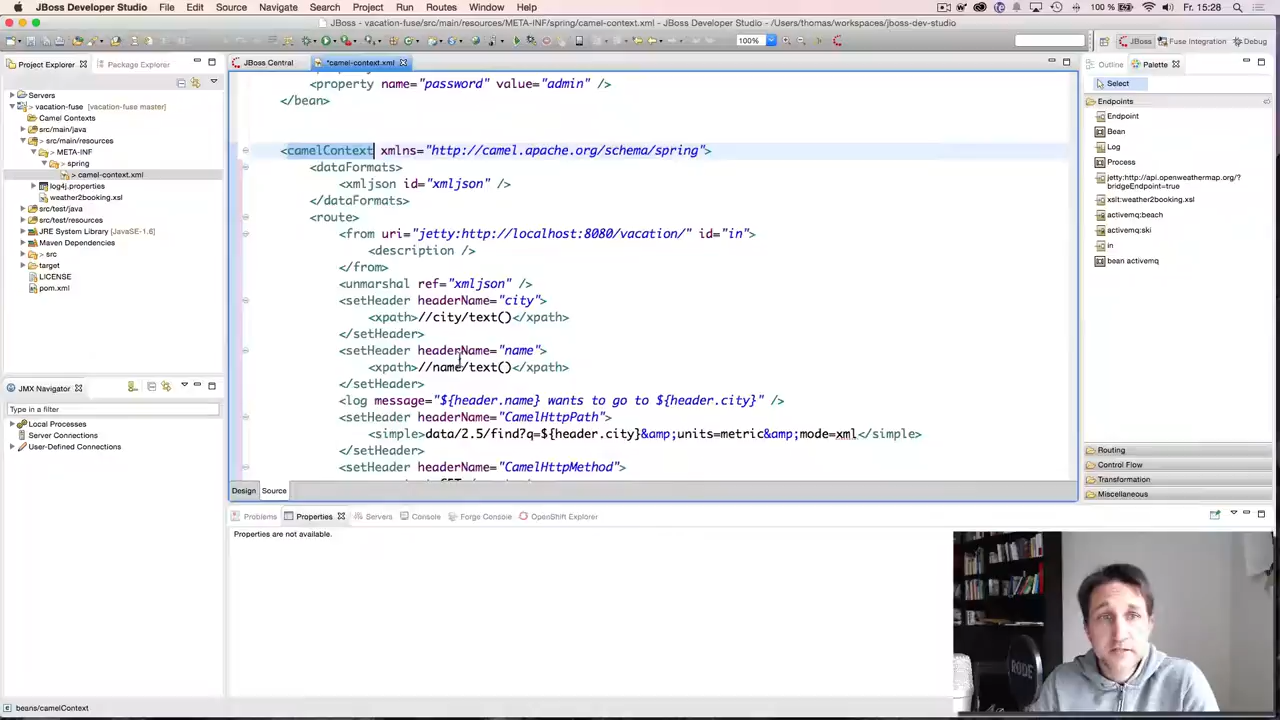 JBoss Developer Studio File Edit Source Navigate Search Project Run Routes Window Help 100 % Fr. 15:28
JBoss - vacation-fuse/src/main/resources/META-INF/spring/camel-context.xml - JBoss Developer Studio - /Users/thomas/workspaces/jboss-dev-studio
100% JBoss Fuse Integration Debug
Project Explorer Package Explorer
Servers
vacation-fuse [vacation-fuse master]
Camel Contexts
src/main/java
src/main/resources
META-INF
spring
camel-context.xml
log4j.properties
weather2booking.xsl
src/test/java
src/test/resources
JRE System Library [JavaSE-1.6]
Maven Dependencies
src
target
LICENSE
pom.xml
JMX Navigator
Type in a filter
Local Processes
Server Connections
User-Defined Connections
JBoss Central *camel-context.xml
<property name="password" value="admin" />
</bean>
<camelContext xmlns="http://camel.apache.org/schema/spring">
<dataFormats>
<xmljson id="xmljson" />
</dataFormats>
<route>
<from uri="jetty:http://localhost:8080/vacation/" id="in">
<description />
</from>
<unmarshal ref="xmljson" />
<setHeader headerName="city">
<xpath>//city/text()</xpath>
</setHeader>
<setHeader headerName="name">
<xpath>//name/text()</xpath>
</setHeader>
<log message="${header.name} wants to go to ${header.city}" />
<setHeader headerName="CamelHttpPath">
<simple>data/2.5/find?q=${header.city}&amp;units=metric&amp;mode=xml</simple>
</setHeader>
<setHeader headerName="CamelHttpMethod">
Design Source
Problems Properties Servers Console Forge Console OpenShift Explorer
Properties are not available.
Outline Palette
Select
Endpoints
Endpoint
Bean
Log
Process
jetty:http://api.openweathermap.org/?
bridgeEndpoint=true
xslt:weather2booking.xsl
activemq:beach
activemq:ski
in
bean activemq
Routing
Control Flow
Transformation
Miscellaneous
RODE
beans/camelContext